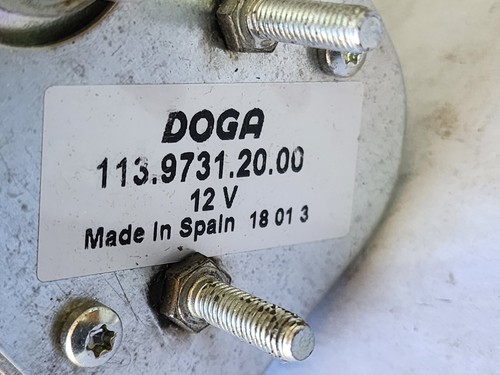 DOGA
113.9731.20.00
12 V
Made In Spain 18 01 3